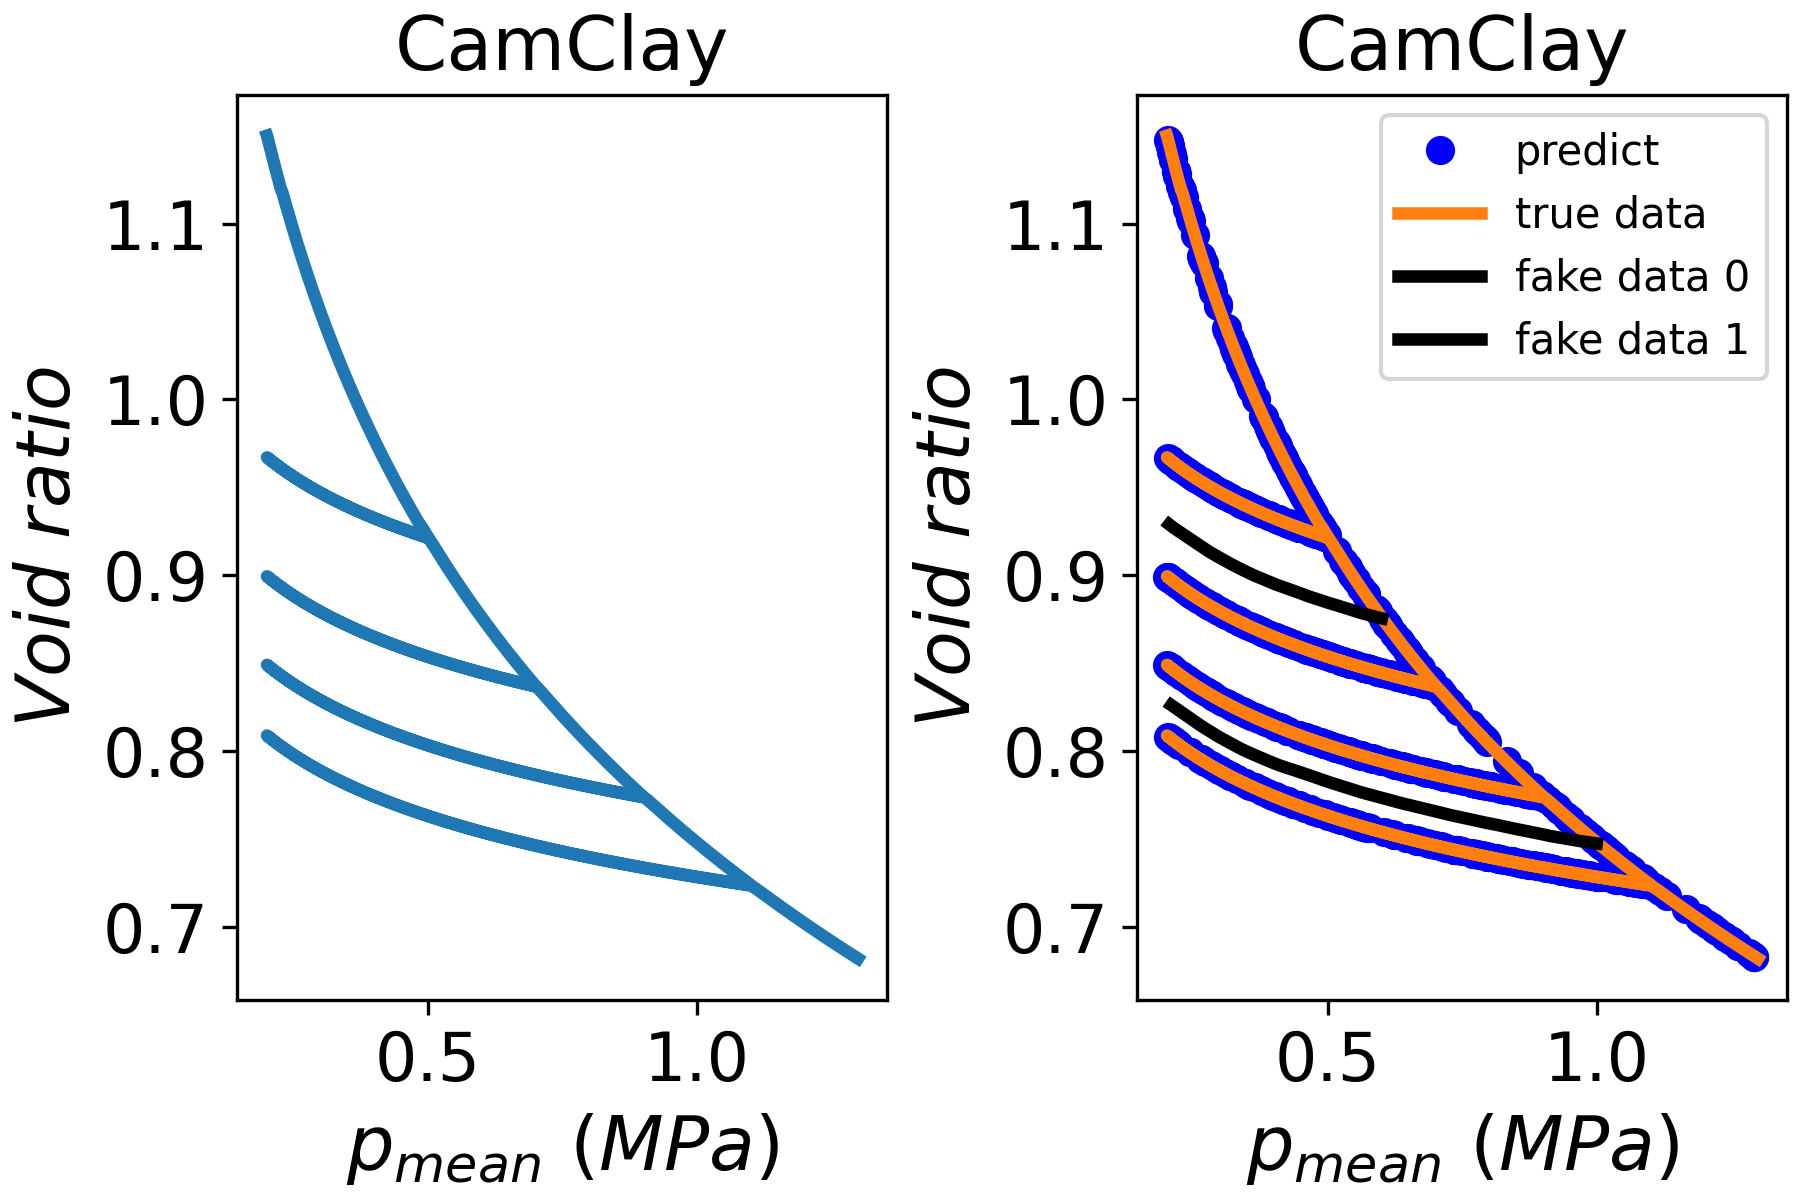 CamClay
1.1
1.0
0.9
0.8
0.7
Void ratio
0.5 1.0
p_mean (MPa)
CamClay
predict
true data
fake data 0
fake data 1
1.1
1.0
0.9
0.8
0.7
Void ratio
0.5 1.0
p_mean (MPa)